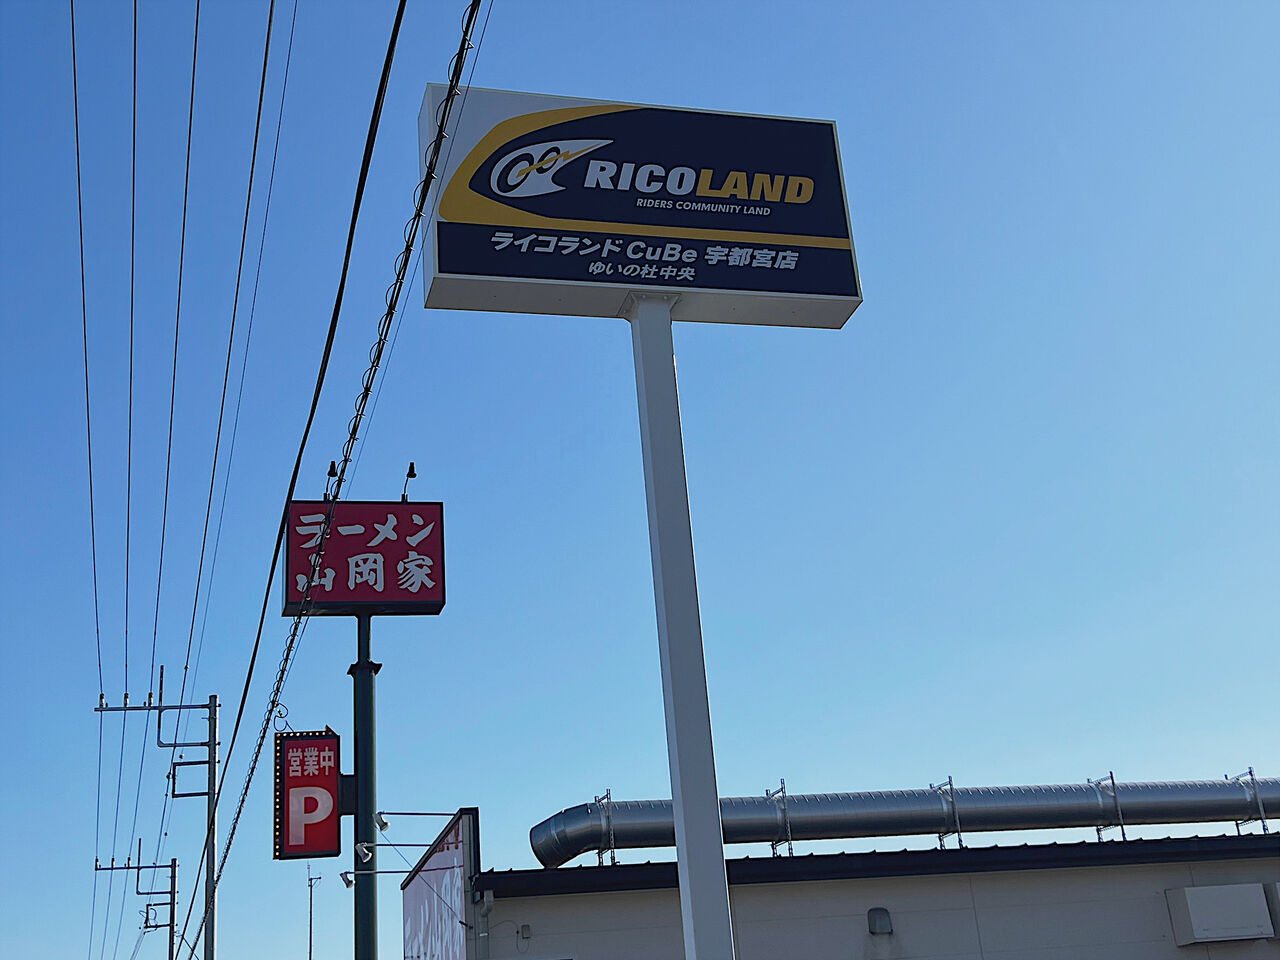 RICOLAND
RIDERS COMMUNITY LAND
ライコランド CuBe 宇都宮店
ゆいの杜中央
ラーメン
山岡家
営業中
P